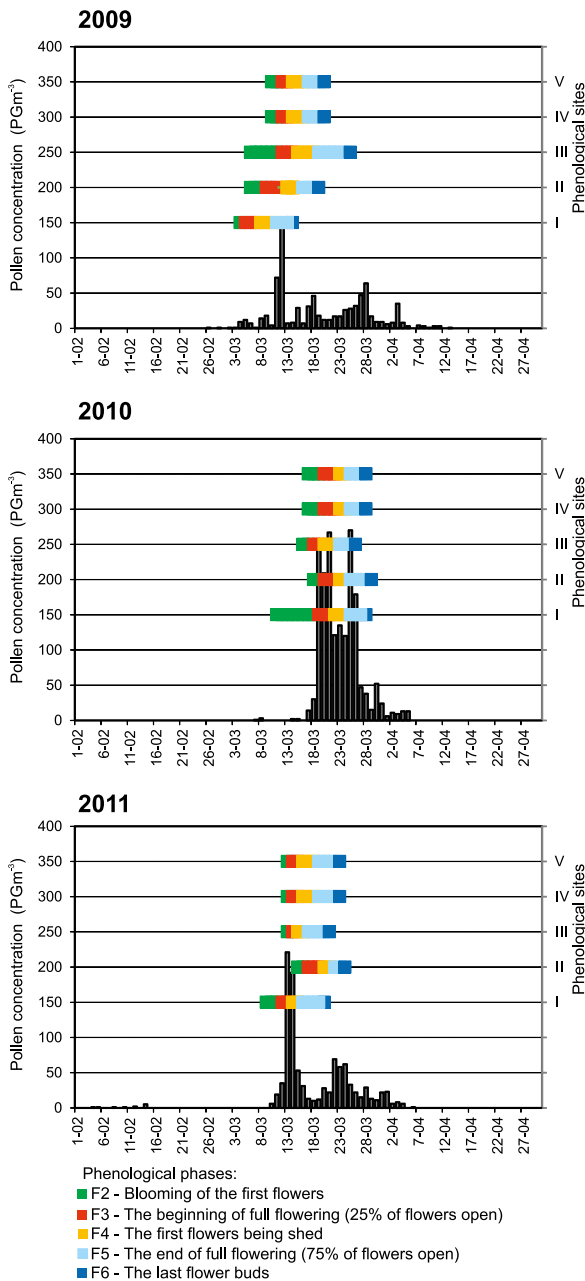 2009
Pollen concentration (PGm⁻³)
400
350
300
250
200
150
100
50
0
V
IV
III
II
I
Phenological sites
1-02 6-02 11-02 16-02 21-02 26-02 3-03 8-03 13-03 18-03 23-03 28-03 2-04 7-04 12-04 17-04 22-04 27-04
2010
Pollen concentration (PGm⁻³)
400
350
300
250
200
150
100
50
0
V
IV
III
II
I
Phenological sites
1-02 6-02 11-02 16-02 21-02 26-02 3-03 8-03 13-03 18-03 23-03 28-03 2-04 7-04 12-04 17-04 22-04 27-04
2011
Pollen concentration (PGm⁻³)
400
350
300
250
200
150
100
50
0
V
IV
III
II
I
Phenological sites
1-02 6-02 11-02 16-02 21-02 26-02 3-03 8-03 13-03 18-03 23-03 28-03 2-04 7-04 12-04 17-04 22-04 27-04
Phenological phases:
F2 - Blooming of the first flowers
F3 - The beginning of full flowering (25% of flowers open)
F4 - The first flowers being shed
F5 - The end of full flowering (75% of flowers open)
F6 - The last flower buds